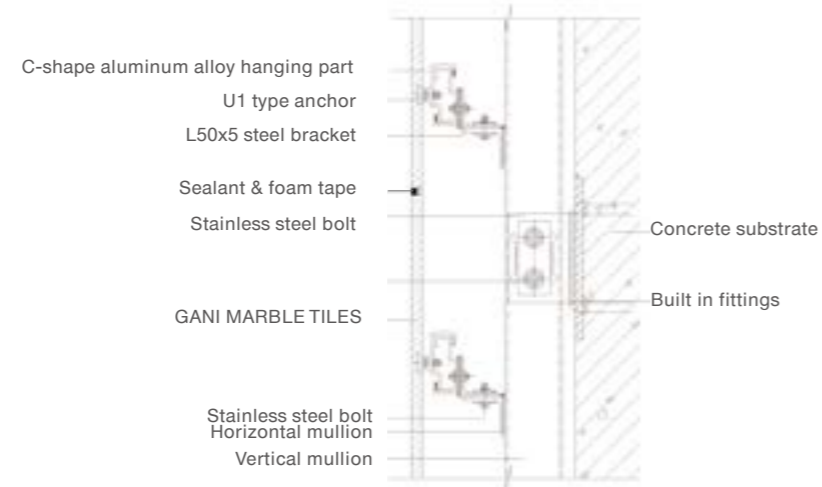 C-shape aluminum alloy hanging part
U1 type anchor
L50x5 steel bracket
Sealant & foam tape
Stainless steel bolt
Concrete substrate
Built in fittings
GANI MARBLE TILES
Stainless steel bolt
Horizontal mullion
Vertical mullion